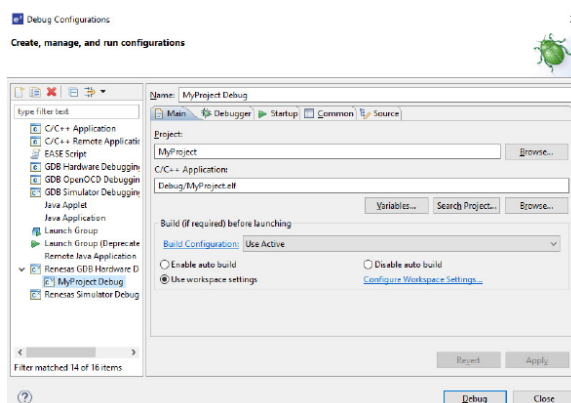 Debug Configurations
Create, manage, and run configurations
type filter text
C/C++ Application
C/C++ Remote Applicatic
EASE Script
GDB Hardware Debugging
GDB OpenOCD Debuggin
GDB Simulator Debugging
Java Applet
Java Application
Launch Group
Launch Group (Deprecate
Remote Java Application
Renesas GDB Hardware D
MyProject Debug
Renesas Simulator Debug
Filter matched 14 of 16 items
Name: MyProject Debug
Main Debugger Startup Common Source
Project:
MyProject Browse...
C/C++ Application:
Debug/MyProject.elf
Variables... Search Project... Browse...
Build (if required) before launching
Build Configuration: Use Active
Enable auto build Disable auto build
Use workspace settings Configure Workspace Settings...
Revert Apply
Debug Close